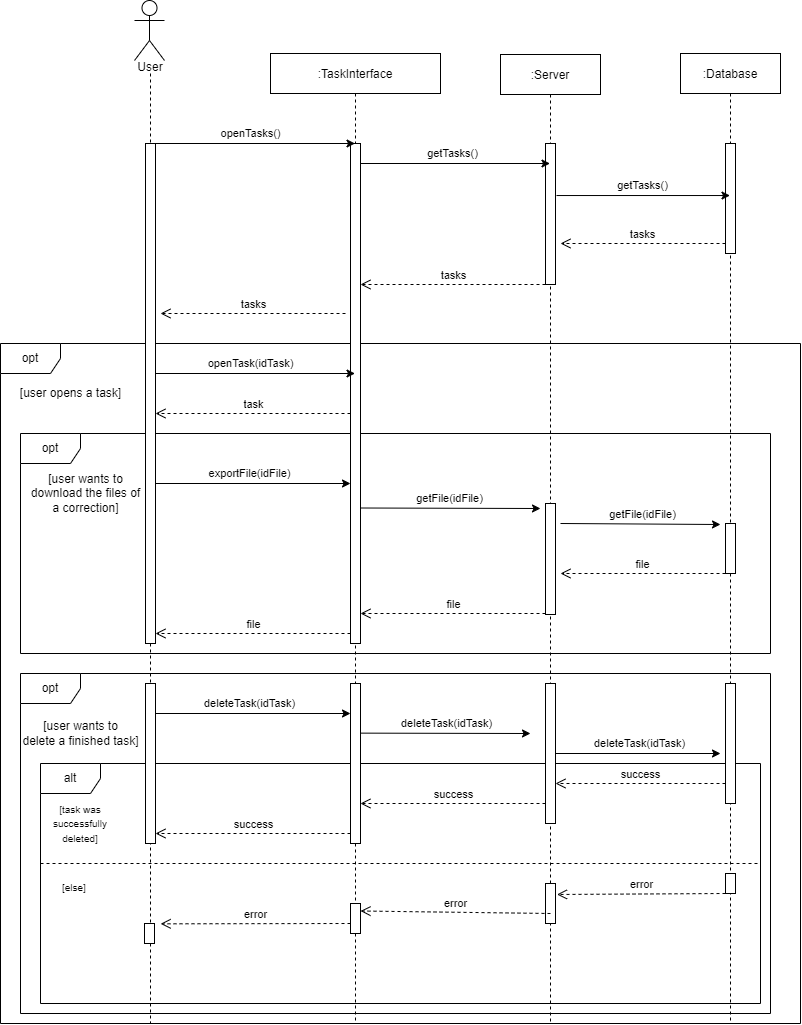 User
:TaskInterface
:Server
:Database
openTasks()
getTasks()
getTasks()
tasks
tasks
tasks
opt
[user opens a task]
openTask(idTask)
task
opt
[user wants to
download the files of
a correction]
exportFile(idFile)
getFile(idFile)
getFile(idFile)
file
file
file
opt
[user wants to
delete a finished task]
deleteTask(idTask)
deleteTask(idTask)
deleteTask(idTask)
alt
[task was
successfully
deleted]
success
success
success
[else]
error
error
error